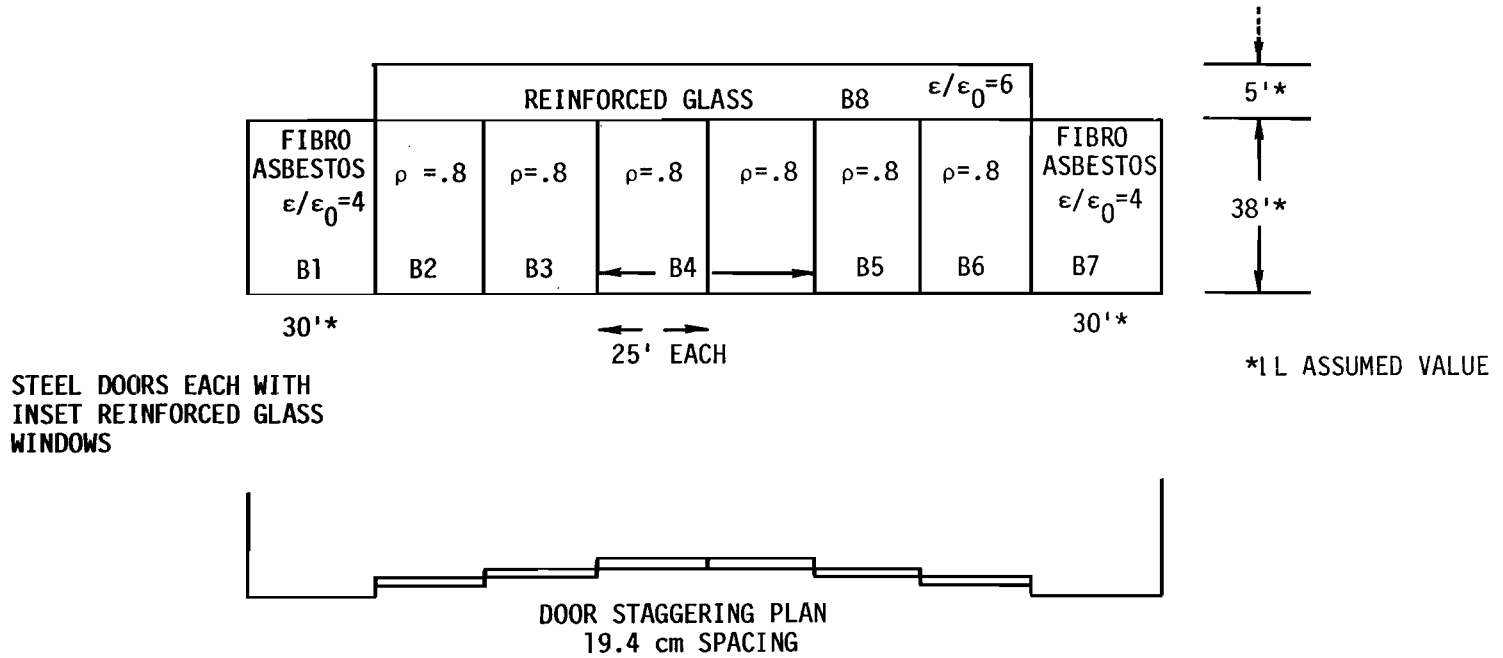 REINFORCED GLASS B8 ε/ε0=6
5'*
FIBRO ASBESTOS ε/ε0=4
ρ =.8
ρ=.8
ρ=.8
ρ=.8
ρ=.8
ρ=.8
FIBRO ASBESTOS ε/ε0=4
38'*
B1 B2 B3 B4 B5 B6 B7
30'*
30'*
25' EACH
*1L ASSUMED VALUE
STEEL DOORS EACH WITH
INSET REINFORCED GLASS
WINDOWS
DOOR STAGGERING PLAN
19.4 cm SPACING